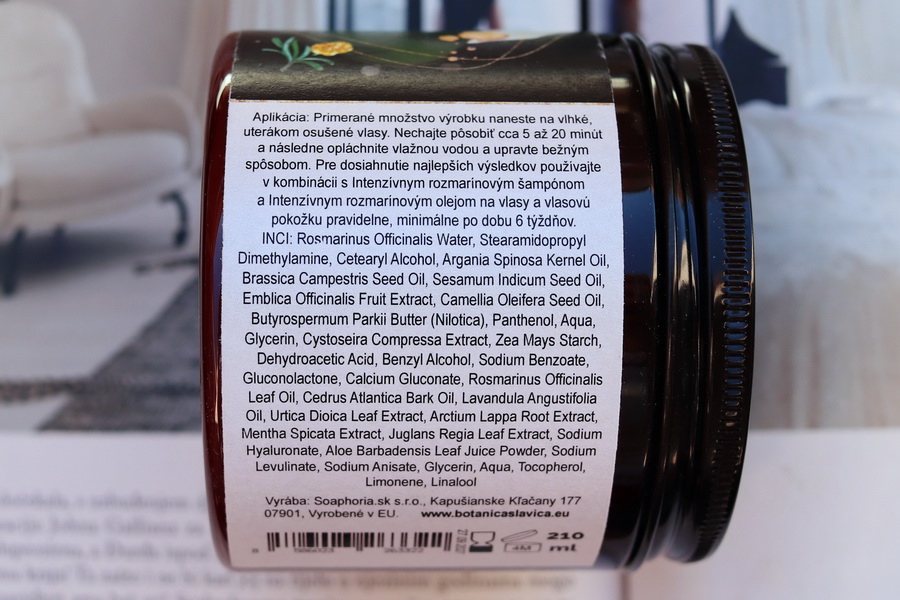 Aplikácia: Primerané množstvo výrobku naneste na vlhké,
uterákom osušené vlasy. Nechajte pôsobiť cca 5 až 20 minút
a následne opláchnite vlažnou vodou a upravte bežným
spôsobom. Pre dosiahnutie najlepších výsledkov používajte
v kombinácii s Intenzívnym rozmarínovým šampónom
a Intenzívnym rozmarínovým olejom na vlasy a vlasovú
pokožku pravidelne, minimálne po dobu 6 týždňov.
INCI: Rosmarinus Officinalis Water, Stearamidopropyl
Dimethylamine, Cetearyl Alcohol, Argania Spinosa Kernel Oil,
Brassica Campestris Seed Oil, Sesamum Indicum Seed Oil,
Emblica Officinalis Fruit Extract, Camellia Oleifera Seed Oil,
Butyrospermum Parkii Butter (Nilotica), Panthenol, Aqua,
Glycerin, Cystoseira Compressa Extract, Zea Mays Starch,
Dehydroacetic Acid, Benzyl Alcohol, Sodium Benzoate,
Gluconolactone, Calcium Gluconate, Rosmarinus Officinalis
Leaf Oil, Cedrus Atlantica Bark Oil, Lavandula Angustifolia
Oil, Urtica Dioica Leaf Extract, Arctium Lappa Root Extract,
Mentha Spicata Extract, Juglans Regia Leaf Extract, Sodium
Hyaluronate, Aloe Barbadensis Leaf Juice Powder, Sodium
Levulinate, Sodium Anisate, Glycerin, Aqua, Tocopherol,
Limonene, Linalool
Vyrába: Soaphoria.sk s.r.o., Kapušianske Kľačany 177
07901, Vyrobené v EU. www.botanicaslavica.eu
210
ml